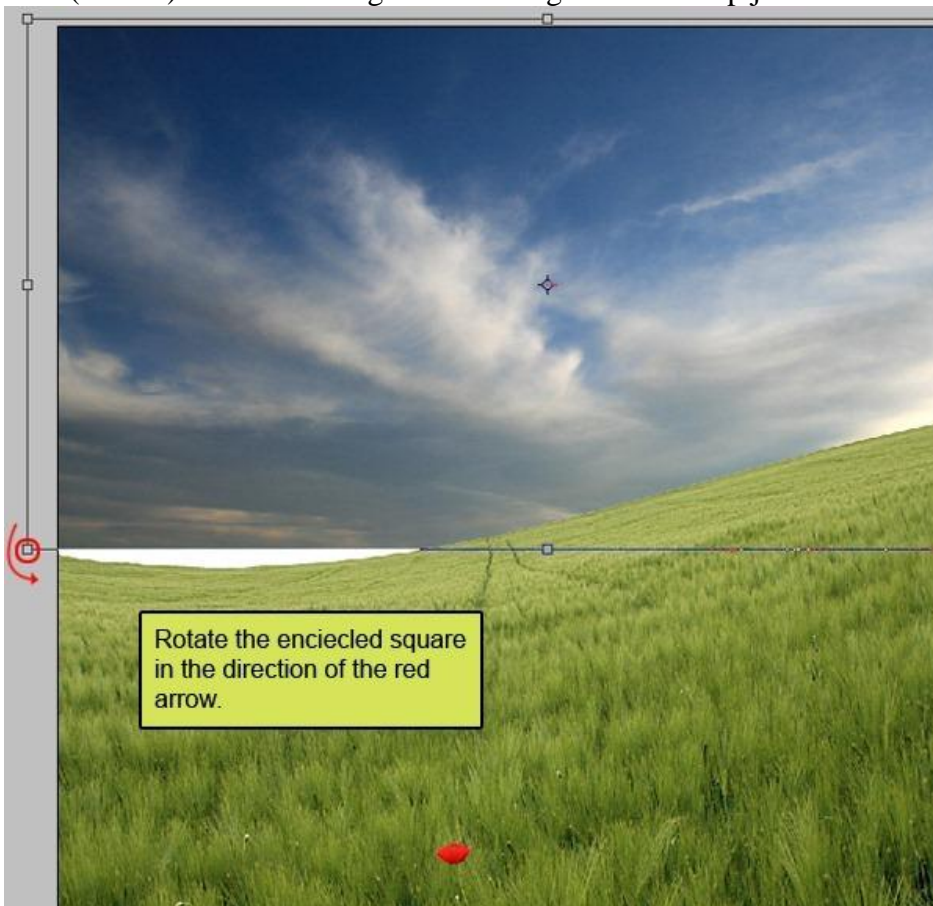 Rotate the enciecled square
in the direction of the red
arrow.